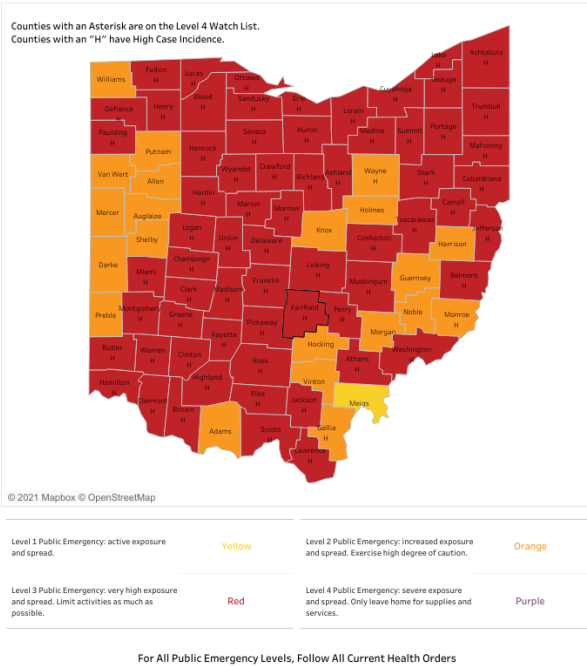 Counties with an Asterisk are on the Level 4 Watch List.
Counties with an "H" have High Case Incidence.
Williams
Fulton
H
Lucas
H
Ottawa
H
Lake
H
Ashtabula
H
Defiance
H
Henry
H
Wood
H
Sandusky
H
Erie
H
Lorain
H
Cuyahoga
H
Geauga
H
Trumbull
H
Paulding
H
Putnam
H
Hancock
H
Seneca
H
Huron
H
Medina
H
Summit
H
Portage
H
Mahoning
H
Van Wert
Allen
H
Wyandot
H
Crawford
H
Richland
H
Ashland
H
Wayne
H
Stark
H
Columbiana
H
Mercer
H
Auglaize
H
Hardin
H
Marion
H
Morrow
H
Holmes
H
Tuscarawas
H
Carroll
H
Jefferson
H
Shelby
H
Logan
H
Union
H
Delaware
H
Knox
H
Coshocton
H
Harrison
H
Darke
H
Miami
H
Champaign
H
Licking
H
Muskingum
H
Guernsey
H
Belmont
H
Preble
H
Montgomery
H
Clark
H
Greene
H
Madison
H
Franklin
H
Fairfield
H
Perry
H
Noble
H
Monroe
H
Morgan
H
Butler
H
Warren
H
Clinton
H
Fayette
H
Pickaway
H
Hocking
H
Athens
H
Washington
H
Hamilton
H
Clermont
H
Brown
H
Highland
H
Ross
H
Vinton
H
Meigs
Adams
H
Pike
H
Jackson
H
Gallia
H
Scioto
H
Lawrence
H
© 2021 Mapbox © OpenStreetMap
Level 1 Public Emergency: active exposure
and spread.
Yellow
Level 2 Public Emergency: increased exposure
and spread. Exercise high degree of caution.
Orange
Level 3 Public Emergency: very high exposure
and spread. Limit activities as much as
possible.
Red
Level 4 Public Emergency: severe exposure
and spread. Only leave home for supplies and
services.
Purple
For All Public Emergency Levels, Follow All Current Health Orders